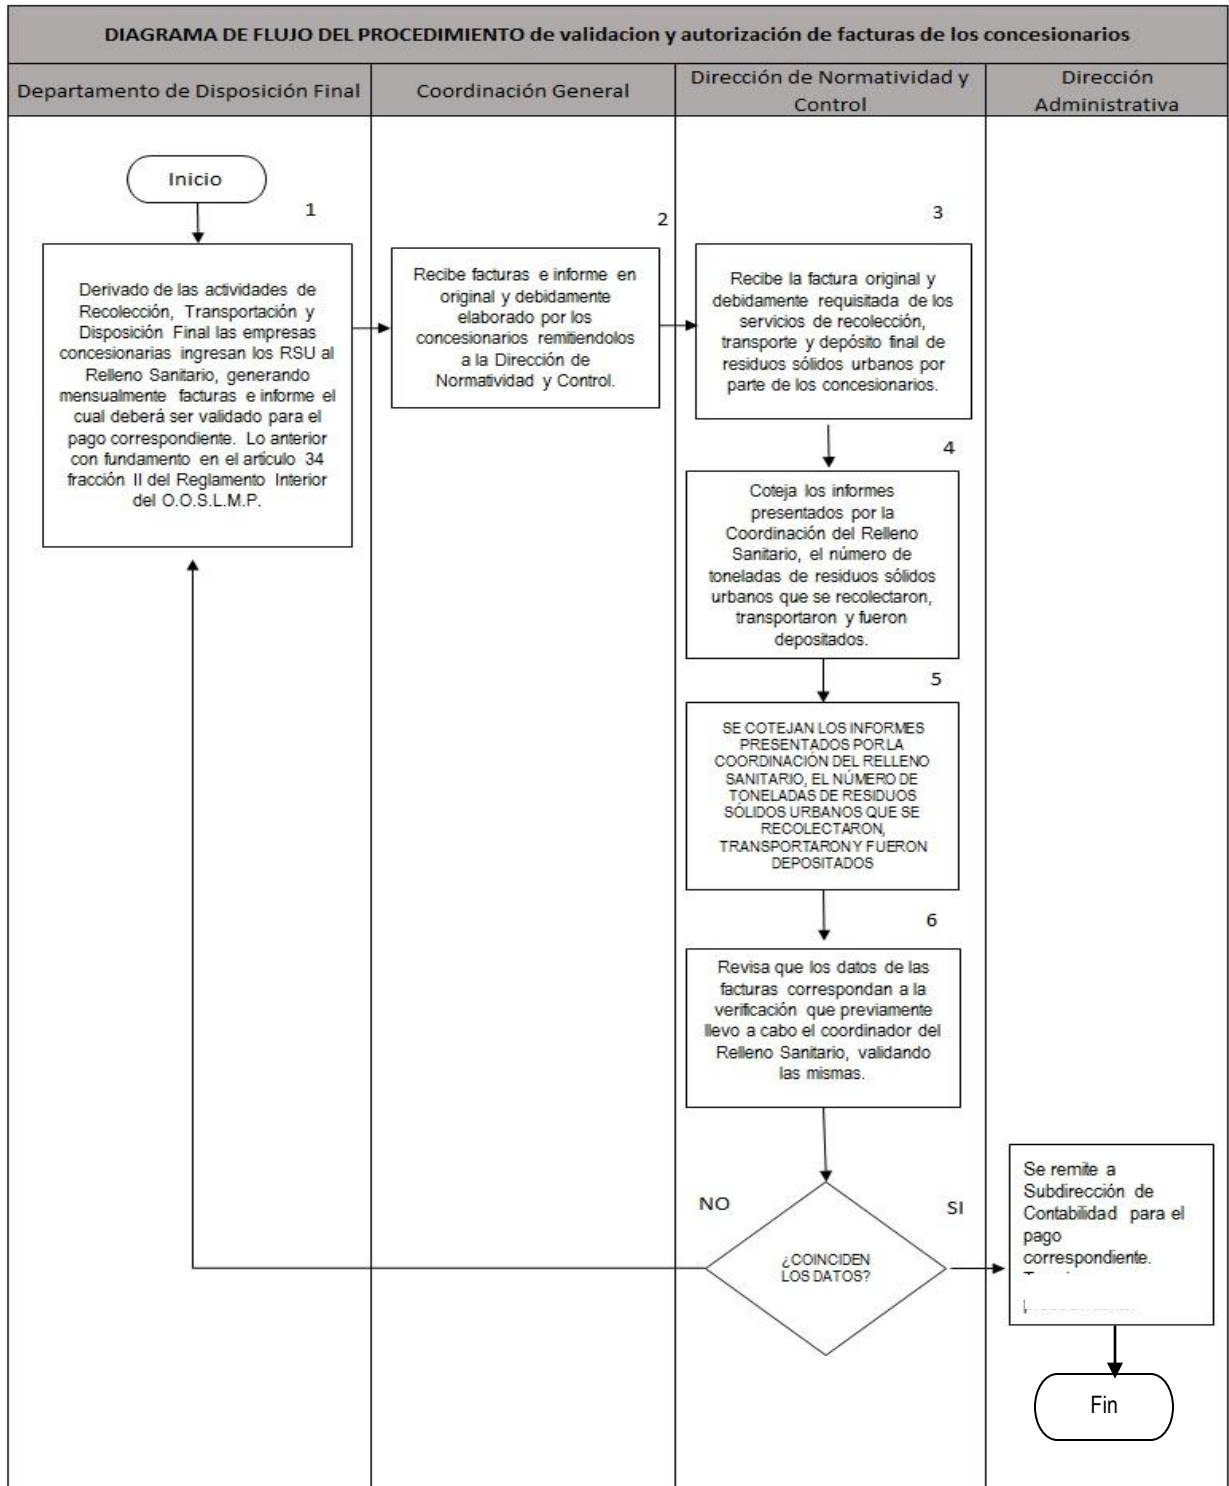 DIAGRAMA DE FLUJO DEL PROCEDIMIENTO de validacion y autorización de facturas de los concesionarios
Departamento de Disposición Final
Coordinación General
Dirección de Normatividad y
Control
Dirección
Administrativa
Inicio
1
Derivado de las actividades de
Recolección, Transportación y
Disposición Final las empresas
concesionarias ingresan los RSU al
Relleno Sanitario, generando
mensualmente facturas e informe el
cual deberá ser validado para el
pago correspondiente. Lo anterior
con fundamento en el artículo 34
fracción II del Reglamento Interior
del O.O.S.L.M.P.
2
Recibe facturas e informe en
original y debidamente
elaborado por los
concesionarios remitiendolos
a la Dirección de
Normatividad y Control.
3
Recibe la factura original y
debidamente requisitada de los
servicios de recolección,
transporte y depósito final de
residuos sólidos urbanos por
parte de los concesionarios.
4
Coteja los informes
presentados por la
Coordinación del Relleno
Sanitario, el número de
toneladas de residuos sólidos
urbanos que se recolectaron,
transportaron y fueron
depositados.
5
SE COTEJAN LOS INFORMES
PRESENTADOS POR LA
COORDINACIÓN DEL RELLENO
SANITARIO, EL NÚMERO DE
TONELADAS DE RESIDUOS
SÓLIDOS URBANOS QUE SE
RECOLECTARON,
TRANSPORTARON Y FUERON
DEPOSITADOS
6
Revisa que los datos de las
facturas correspondan a la
verificación que previamente
llevo a cabo el coordinador del
Relleno Sanitario, validando
las mismas.
NO
¿COINCIDEN
LOS DATOS?
SI
Se remite a
Subdirección de
Contabilidad para el
pago
correspondiente.
Fin